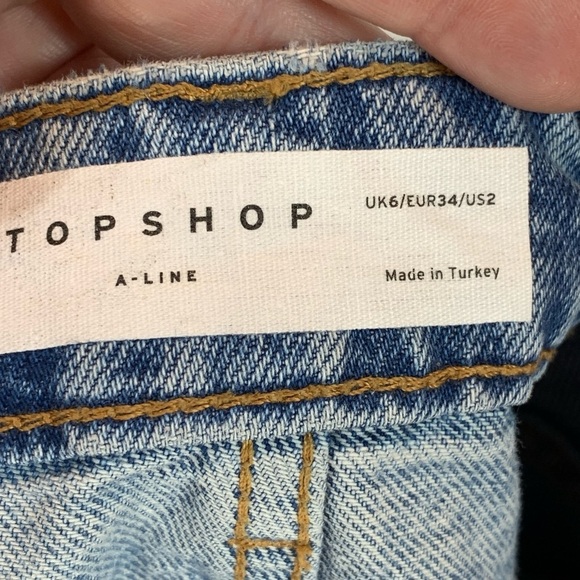 TOPSHOP
A-LINE
UK6/EUR34/US2
Made in Turkey